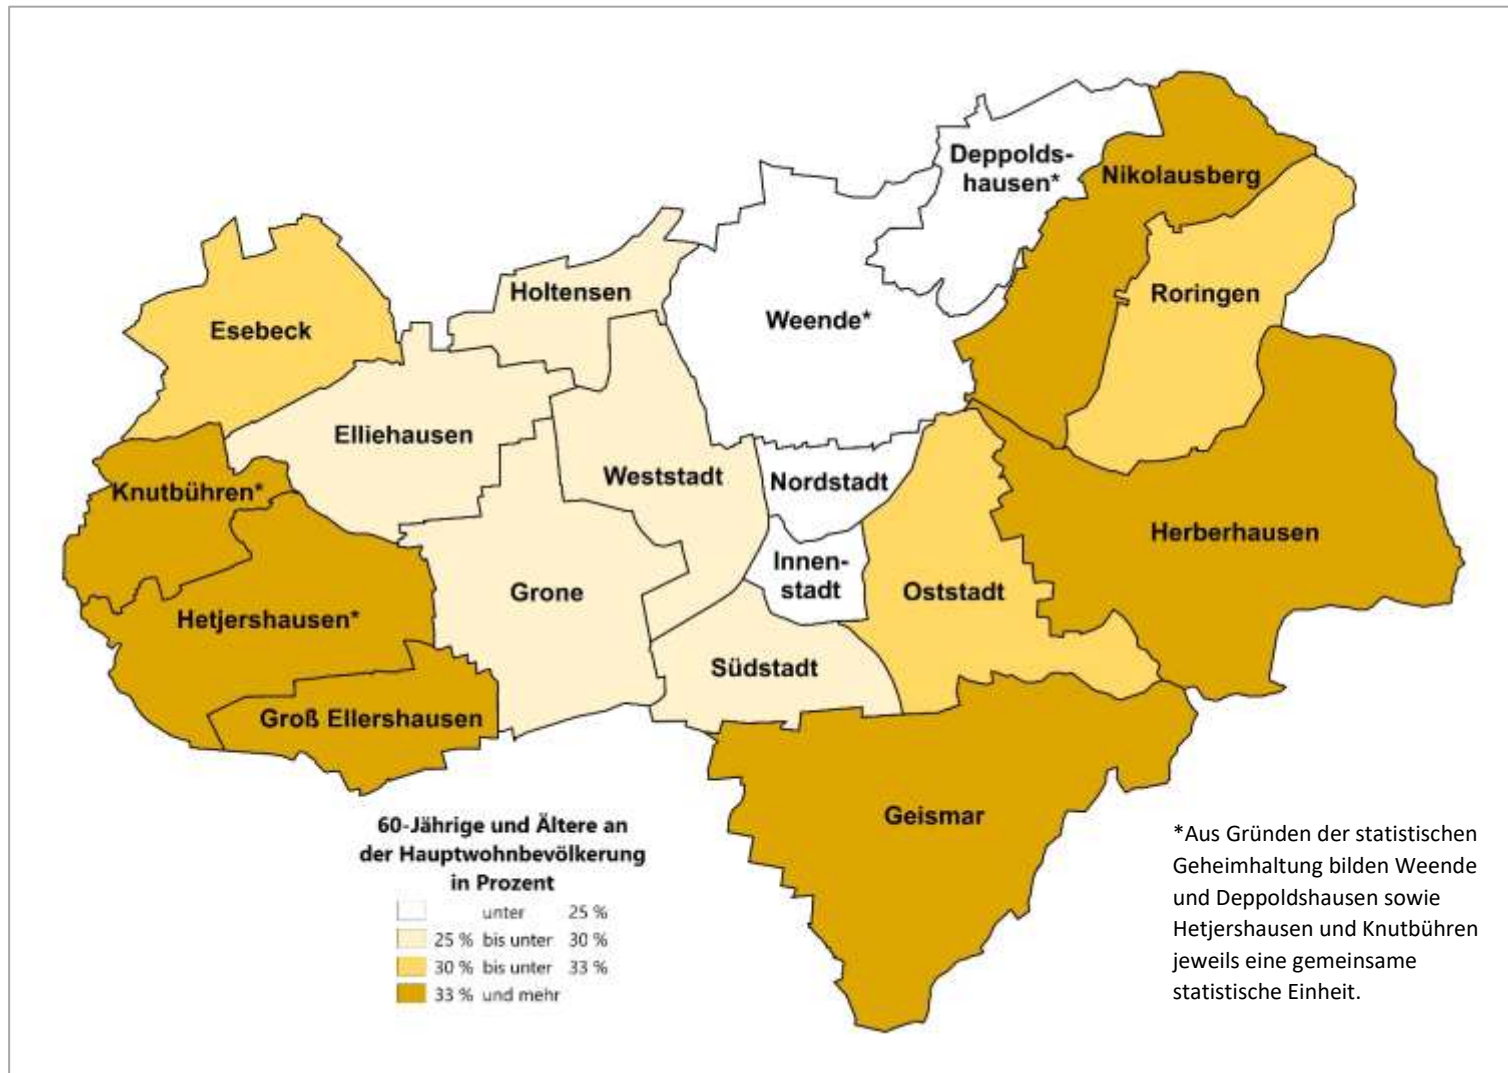 Deppolds-
hausen*
Nikolausberg
Holtensen
Roringen
Esebeck
Weende*
Elliehausen
Weststadt
Nordstadt
Knutbühren*
Herberhausen
Innen-
stadt
Grone
Oststadt
Hetjershausen*
Südstadt
Groß Ellershausen
Geismar
60-Jährige und Ältere an
der Hauptwohnbevölkerung
in Prozent
unter 25 %
25 % bis unter 30 %
30 % bis unter 33 %
33 % und mehr
*Aus Gründen der statistischen
Geheimhaltung bilden Weende
und Deppoldshausen sowie
Hetjershausen und Knutbühren
jeweils eine gemeinsame
statistische Einheit.